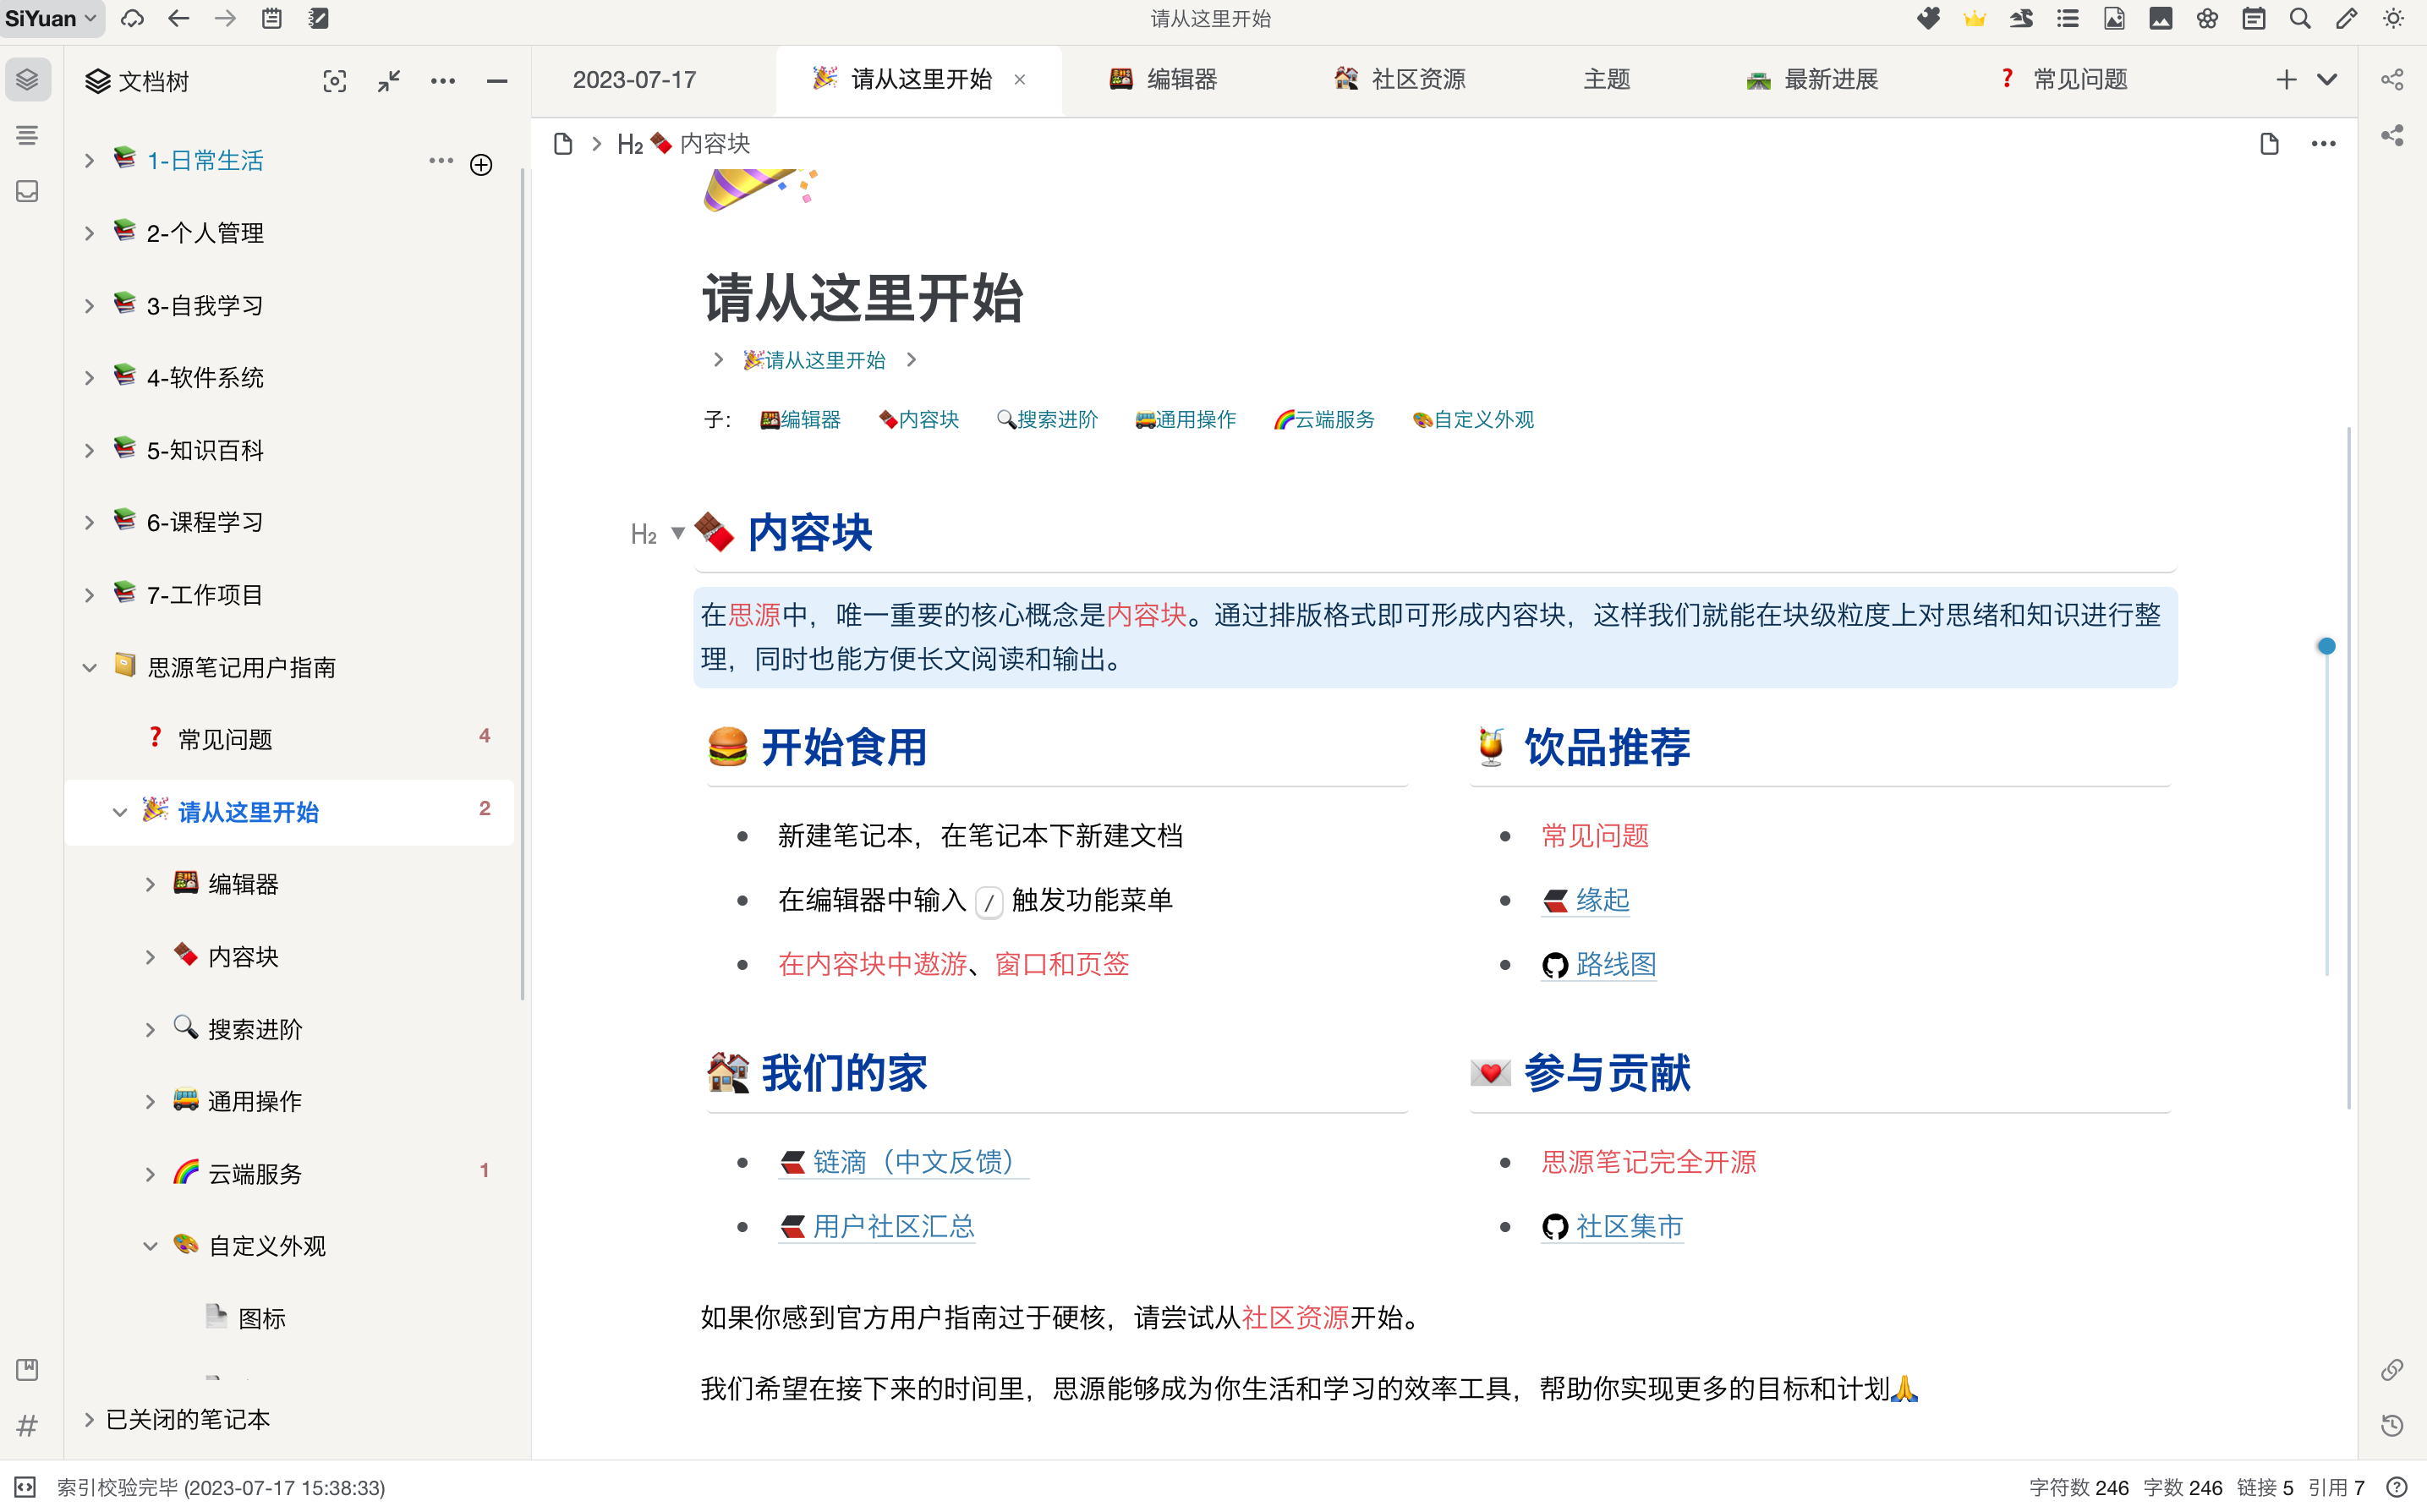 SiYuan
请从这里开始
文档树
2023-07-17
请从这里开始
编辑器
社区资源
主题
最新进展
常见问题
1-日常生活
2-个人管理
3-自我学习
4-软件系统
5-知识百科
6-课程学习
7-工作项目
思源笔记用户指南
常见问题 4
请从这里开始 2
编辑器
内容块
搜索进阶
通用操作
云端服务 1
自定义外观
图标
已关闭的笔记本
H2 内容块
请从这里开始
请从这里开始
子： 编辑器 内容块 搜索进阶 通用操作 云端服务 自定义外观
H2 内容块
在思源中，唯一重要的核心概念是内容块。通过排版格式即可形成内容块，这样我们就能在块级粒度上对思绪和知识进行整
理，同时也能方便长文阅读和输出。
开始食用
新建笔记本，在笔记本下新建文档
在编辑器中输入 / 触发功能菜单
在内容块中遨游、窗口和页签
饮品推荐
常见问题
缘起
路线图
我们的家
链滴（中文反馈）
用户社区汇总
参与贡献
思源笔记完全开源
社区集市
如果你感到官方用户指南过于硬核，请尝试从社区资源开始。
我们希望在接下来的时间里，思源能够成为你生活和学习的效率工具，帮助你实现更多的目标和计划🙏
索引校验完毕 (2023-07-17 15:38:33)
字符数 246 字数 246 链接 5 引用 7